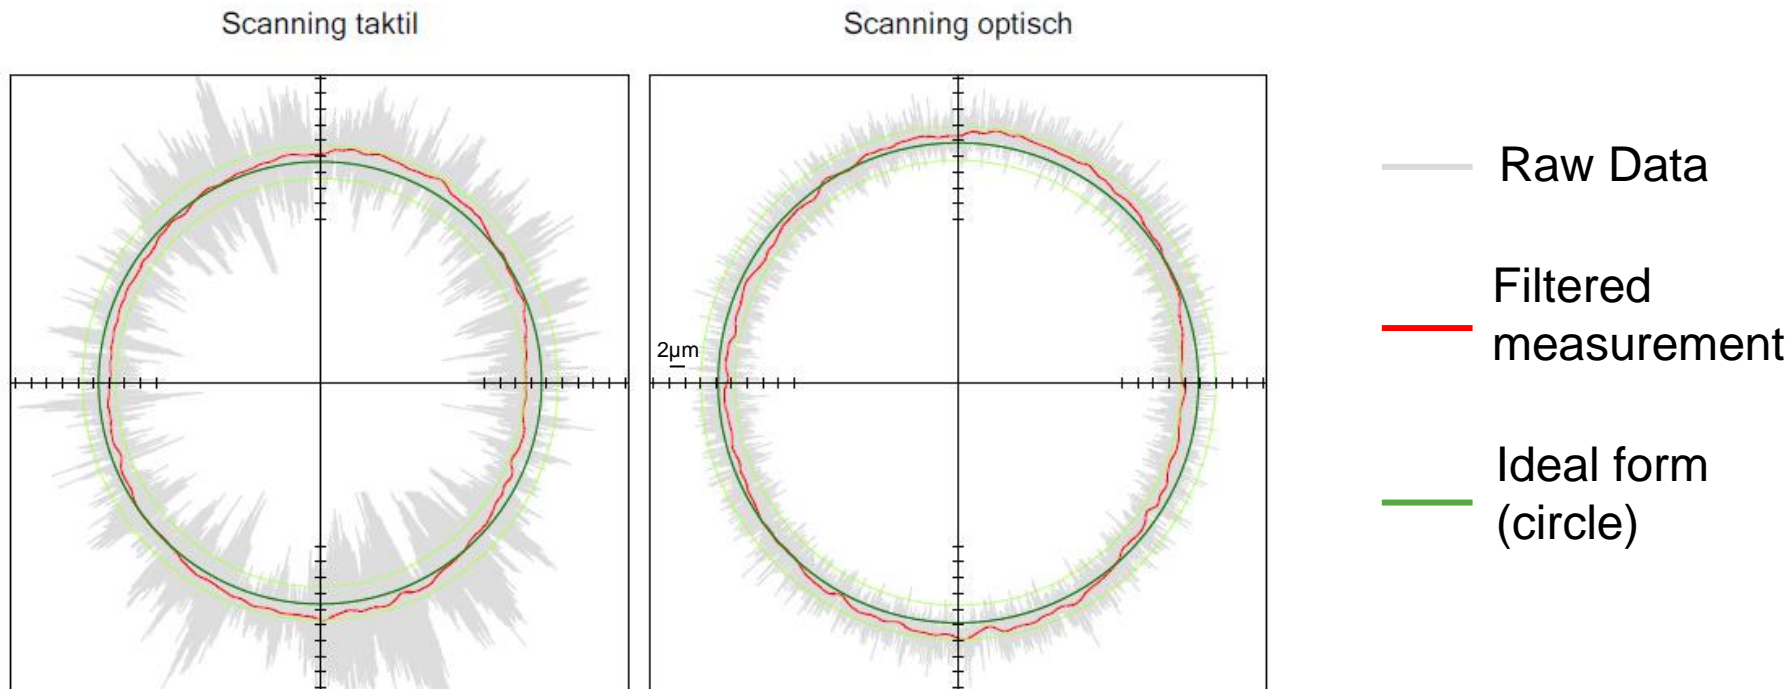 Scanning taktil
Scanning optisch
2µm
Raw Data
Filtered
measurement
Ideal form
(circle)